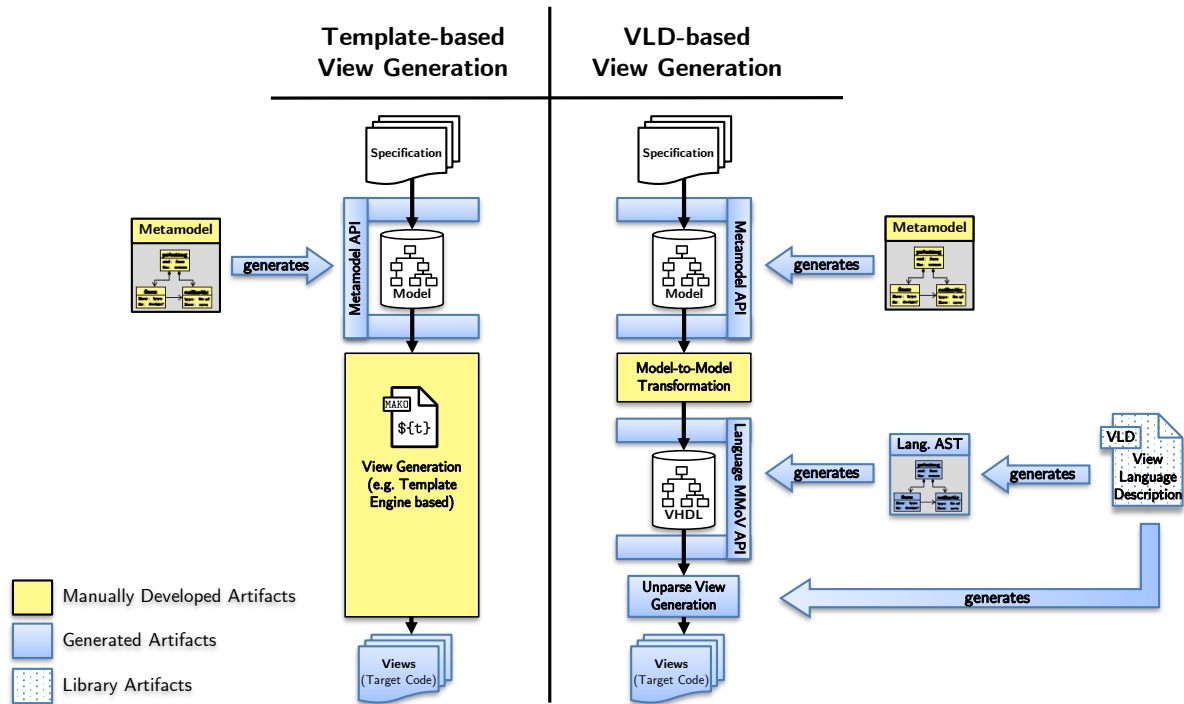 Template-based
View Generation
VLD-based
View Generation
Specification
Metamodel
generates
Metamodel API
Model
MAKO
${t}
View Generation
(e.g. Template
Engine based)
Views
(Target Code)
Specification
Model
Metamodel API
generates
Metamodel
Model-to-Model
Transformation
VHDL
Language MMoV API
generates
Lang. AST
generates
VLD
View
Language
Description
Unparse View
Generation
generates
Views
(Target Code)
Manually Developed Artifacts
Generated Artifacts
Library Artifacts